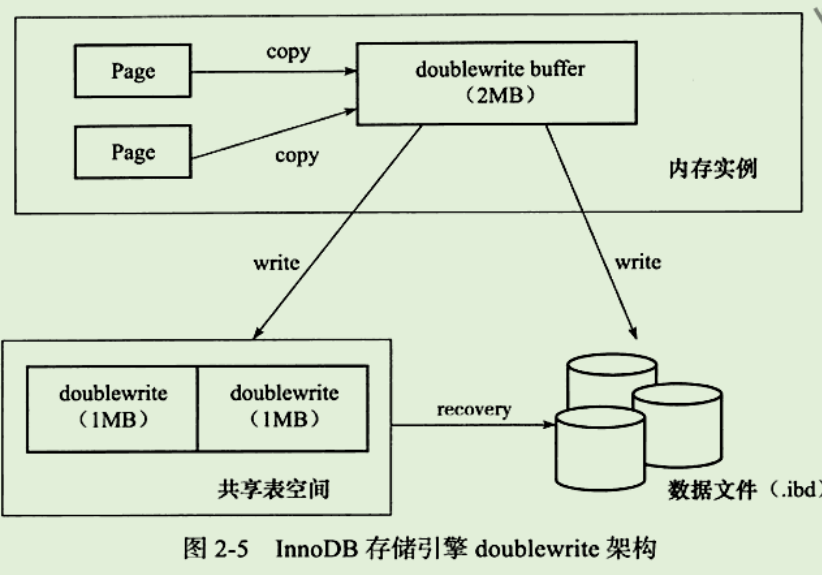 Page
copy
doublewrite buffer
（2MB）
Page
copy
内存实例
write
write
doublewrite
（1MB）
doublewrite
（1MB）
recovery
共享表空间
数据文件（.ibd）
图 2-5 InnoDB 存储引擎 doublewrite 架构